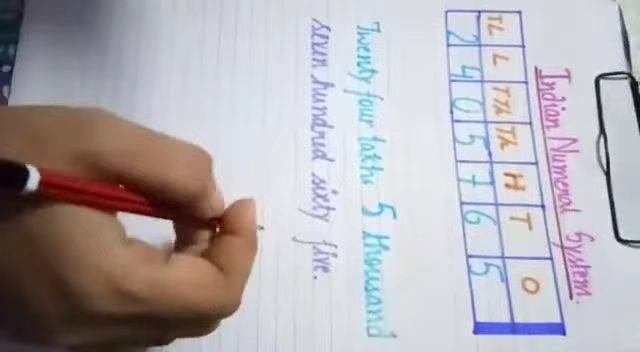 Indian Numeral System.
TL L TTh Th H T O
2 4 0 5 7 6 5
Twenty four lakhs 5 thousand
seven hundred sixty five.